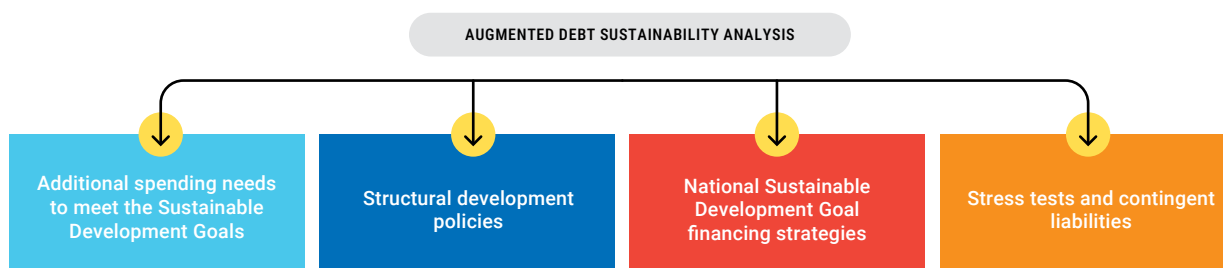 AUGMENTED DEBT SUSTAINABILITY ANALYSIS
Additional spending needs
to meet the Sustainable
Development Goals
Structural development
policies
National Sustainable
Development Goal
financing strategies
Stress tests and contingent
liabilities